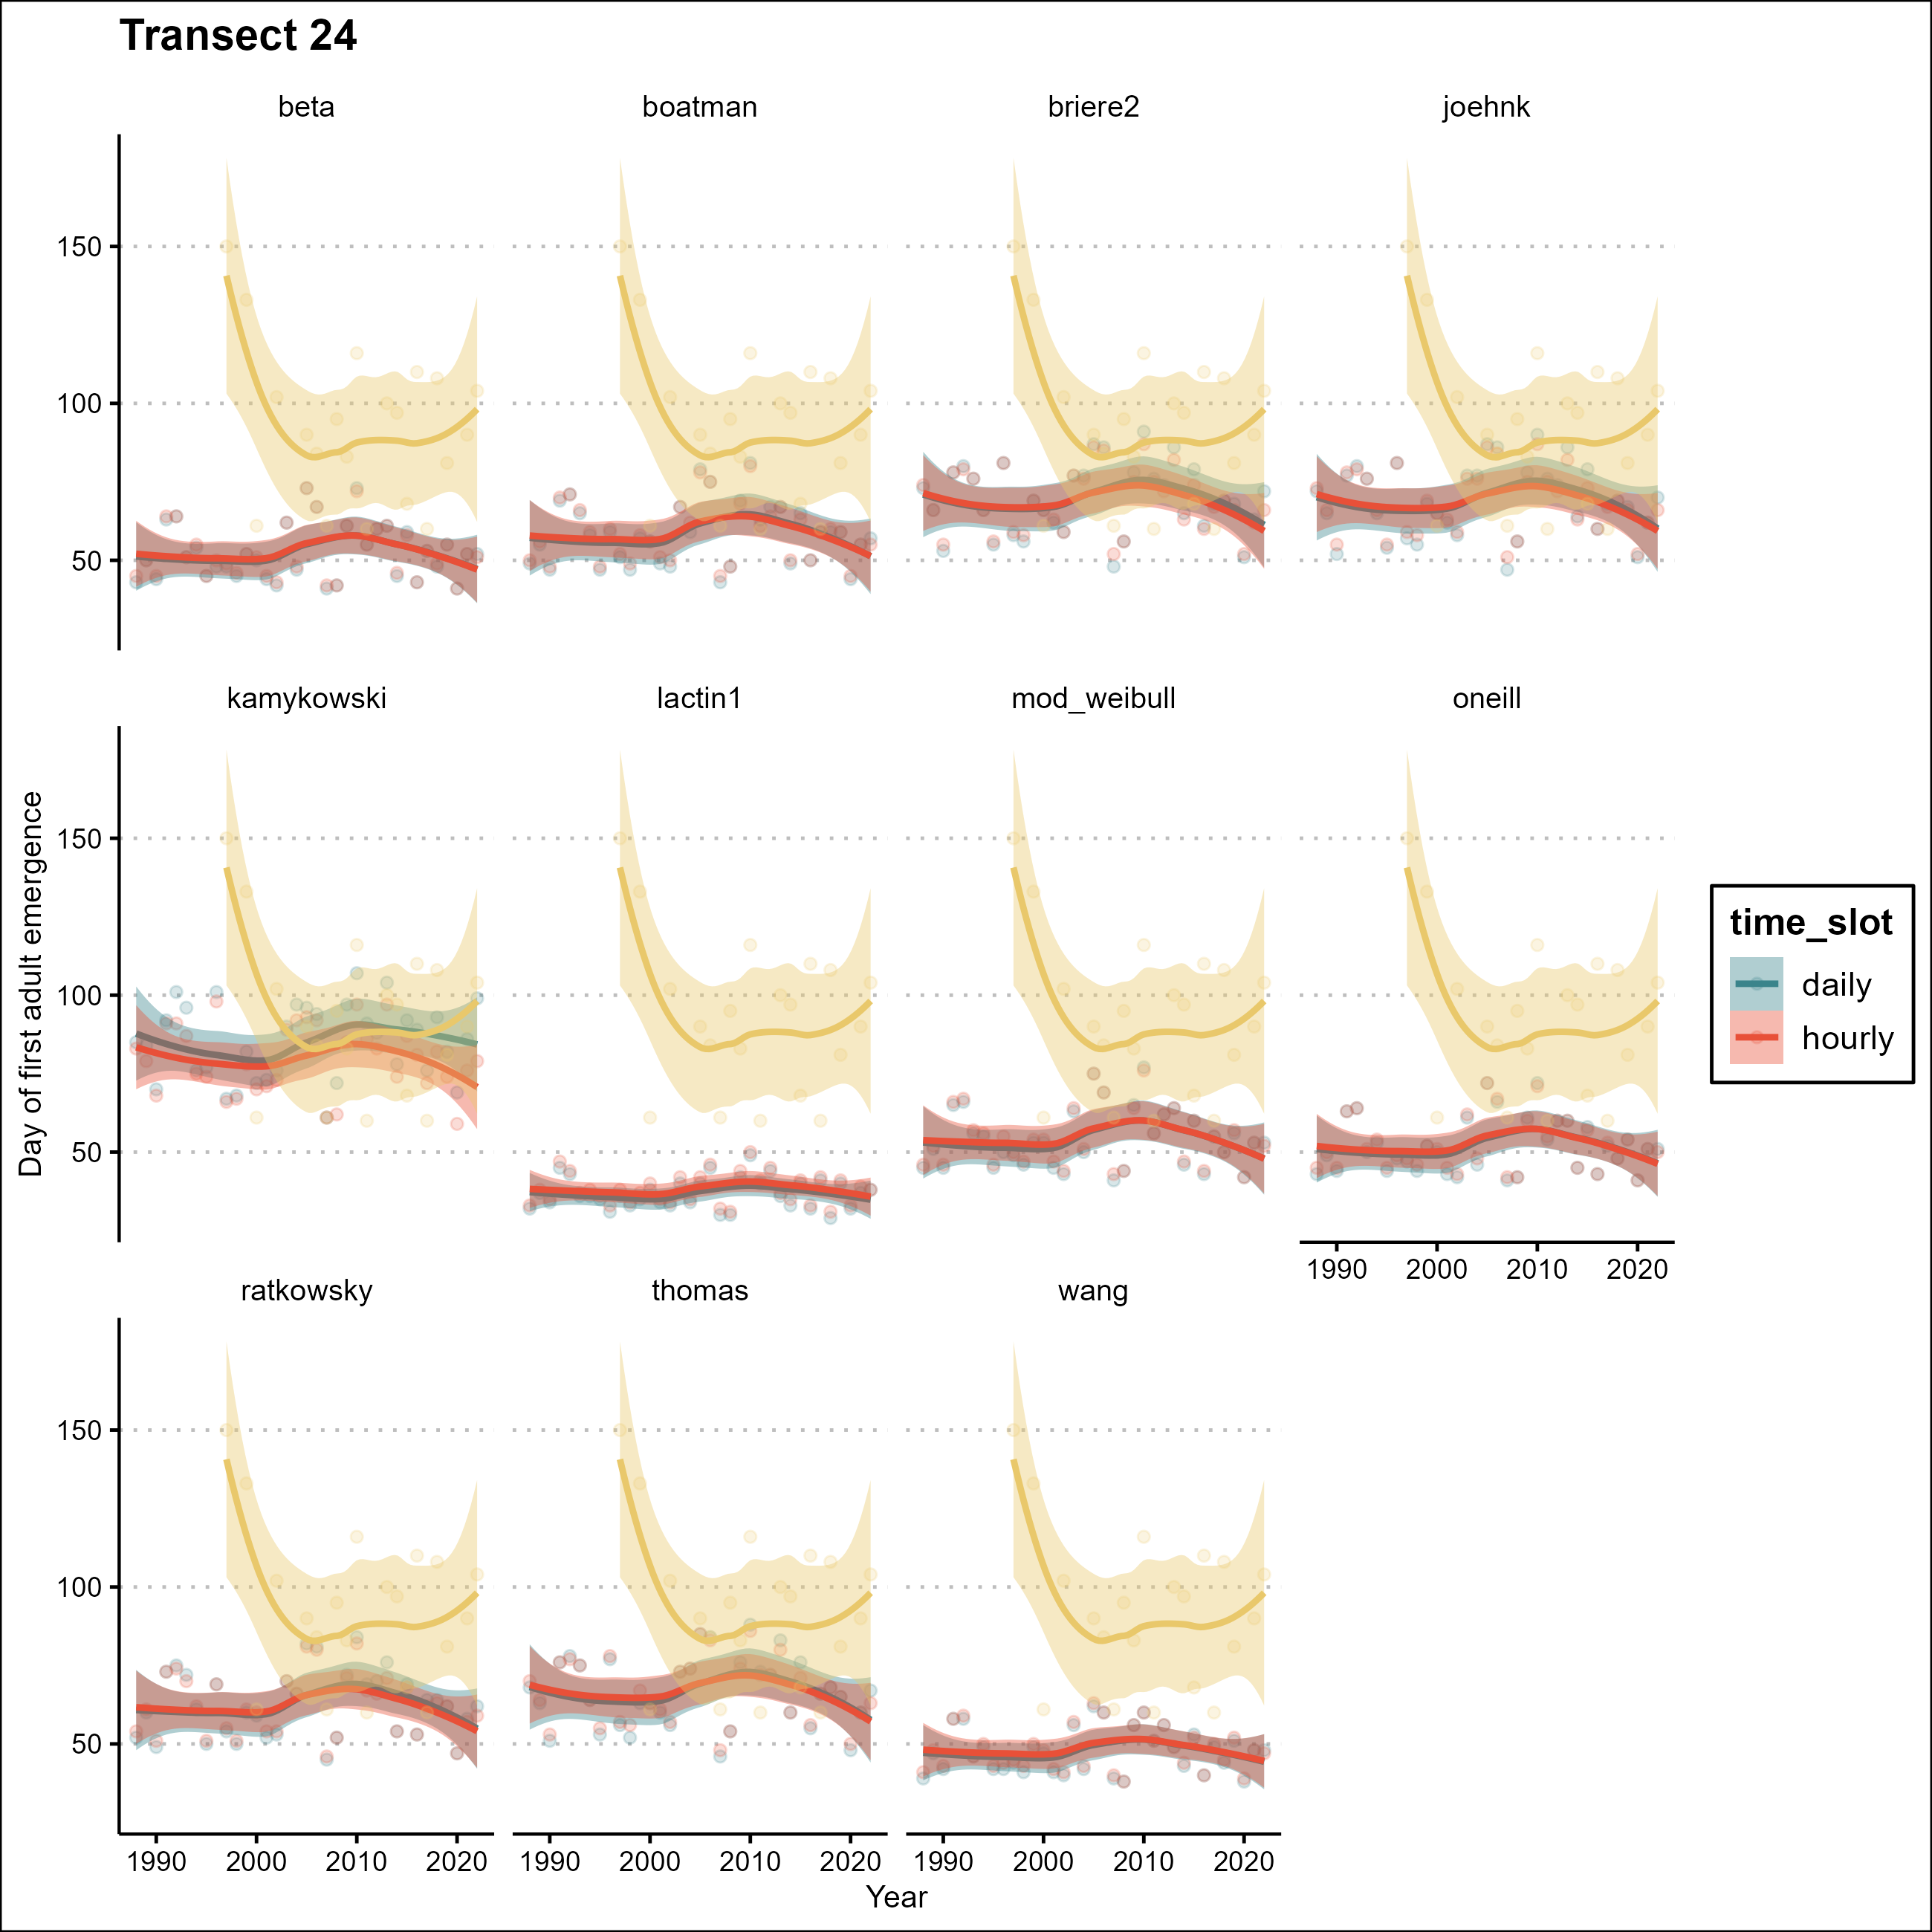 Transect 24
beta boatman briere2 joehnk
150
100
50
kamykowski lactin1 mod_weibull oneill
150
100
50
1990 2000 2010 2020
ratkowsky thomas wang
150
100
50
1990 2000 2010 2020 1990 2000 2010 2020 1990 2000 2010 2020
Year
Day of first adult emergence
time_slot
daily
hourly